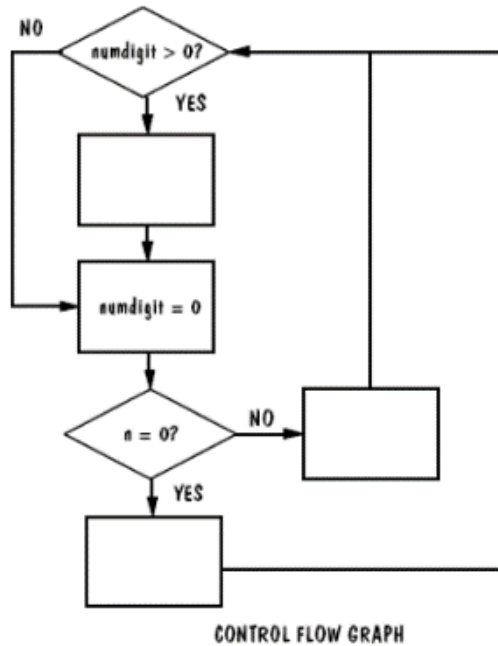 NO
numdigit > 0?
YES
numdigit = 0
n = 0?
NO
YES
CONTROL FLOW GRAPH